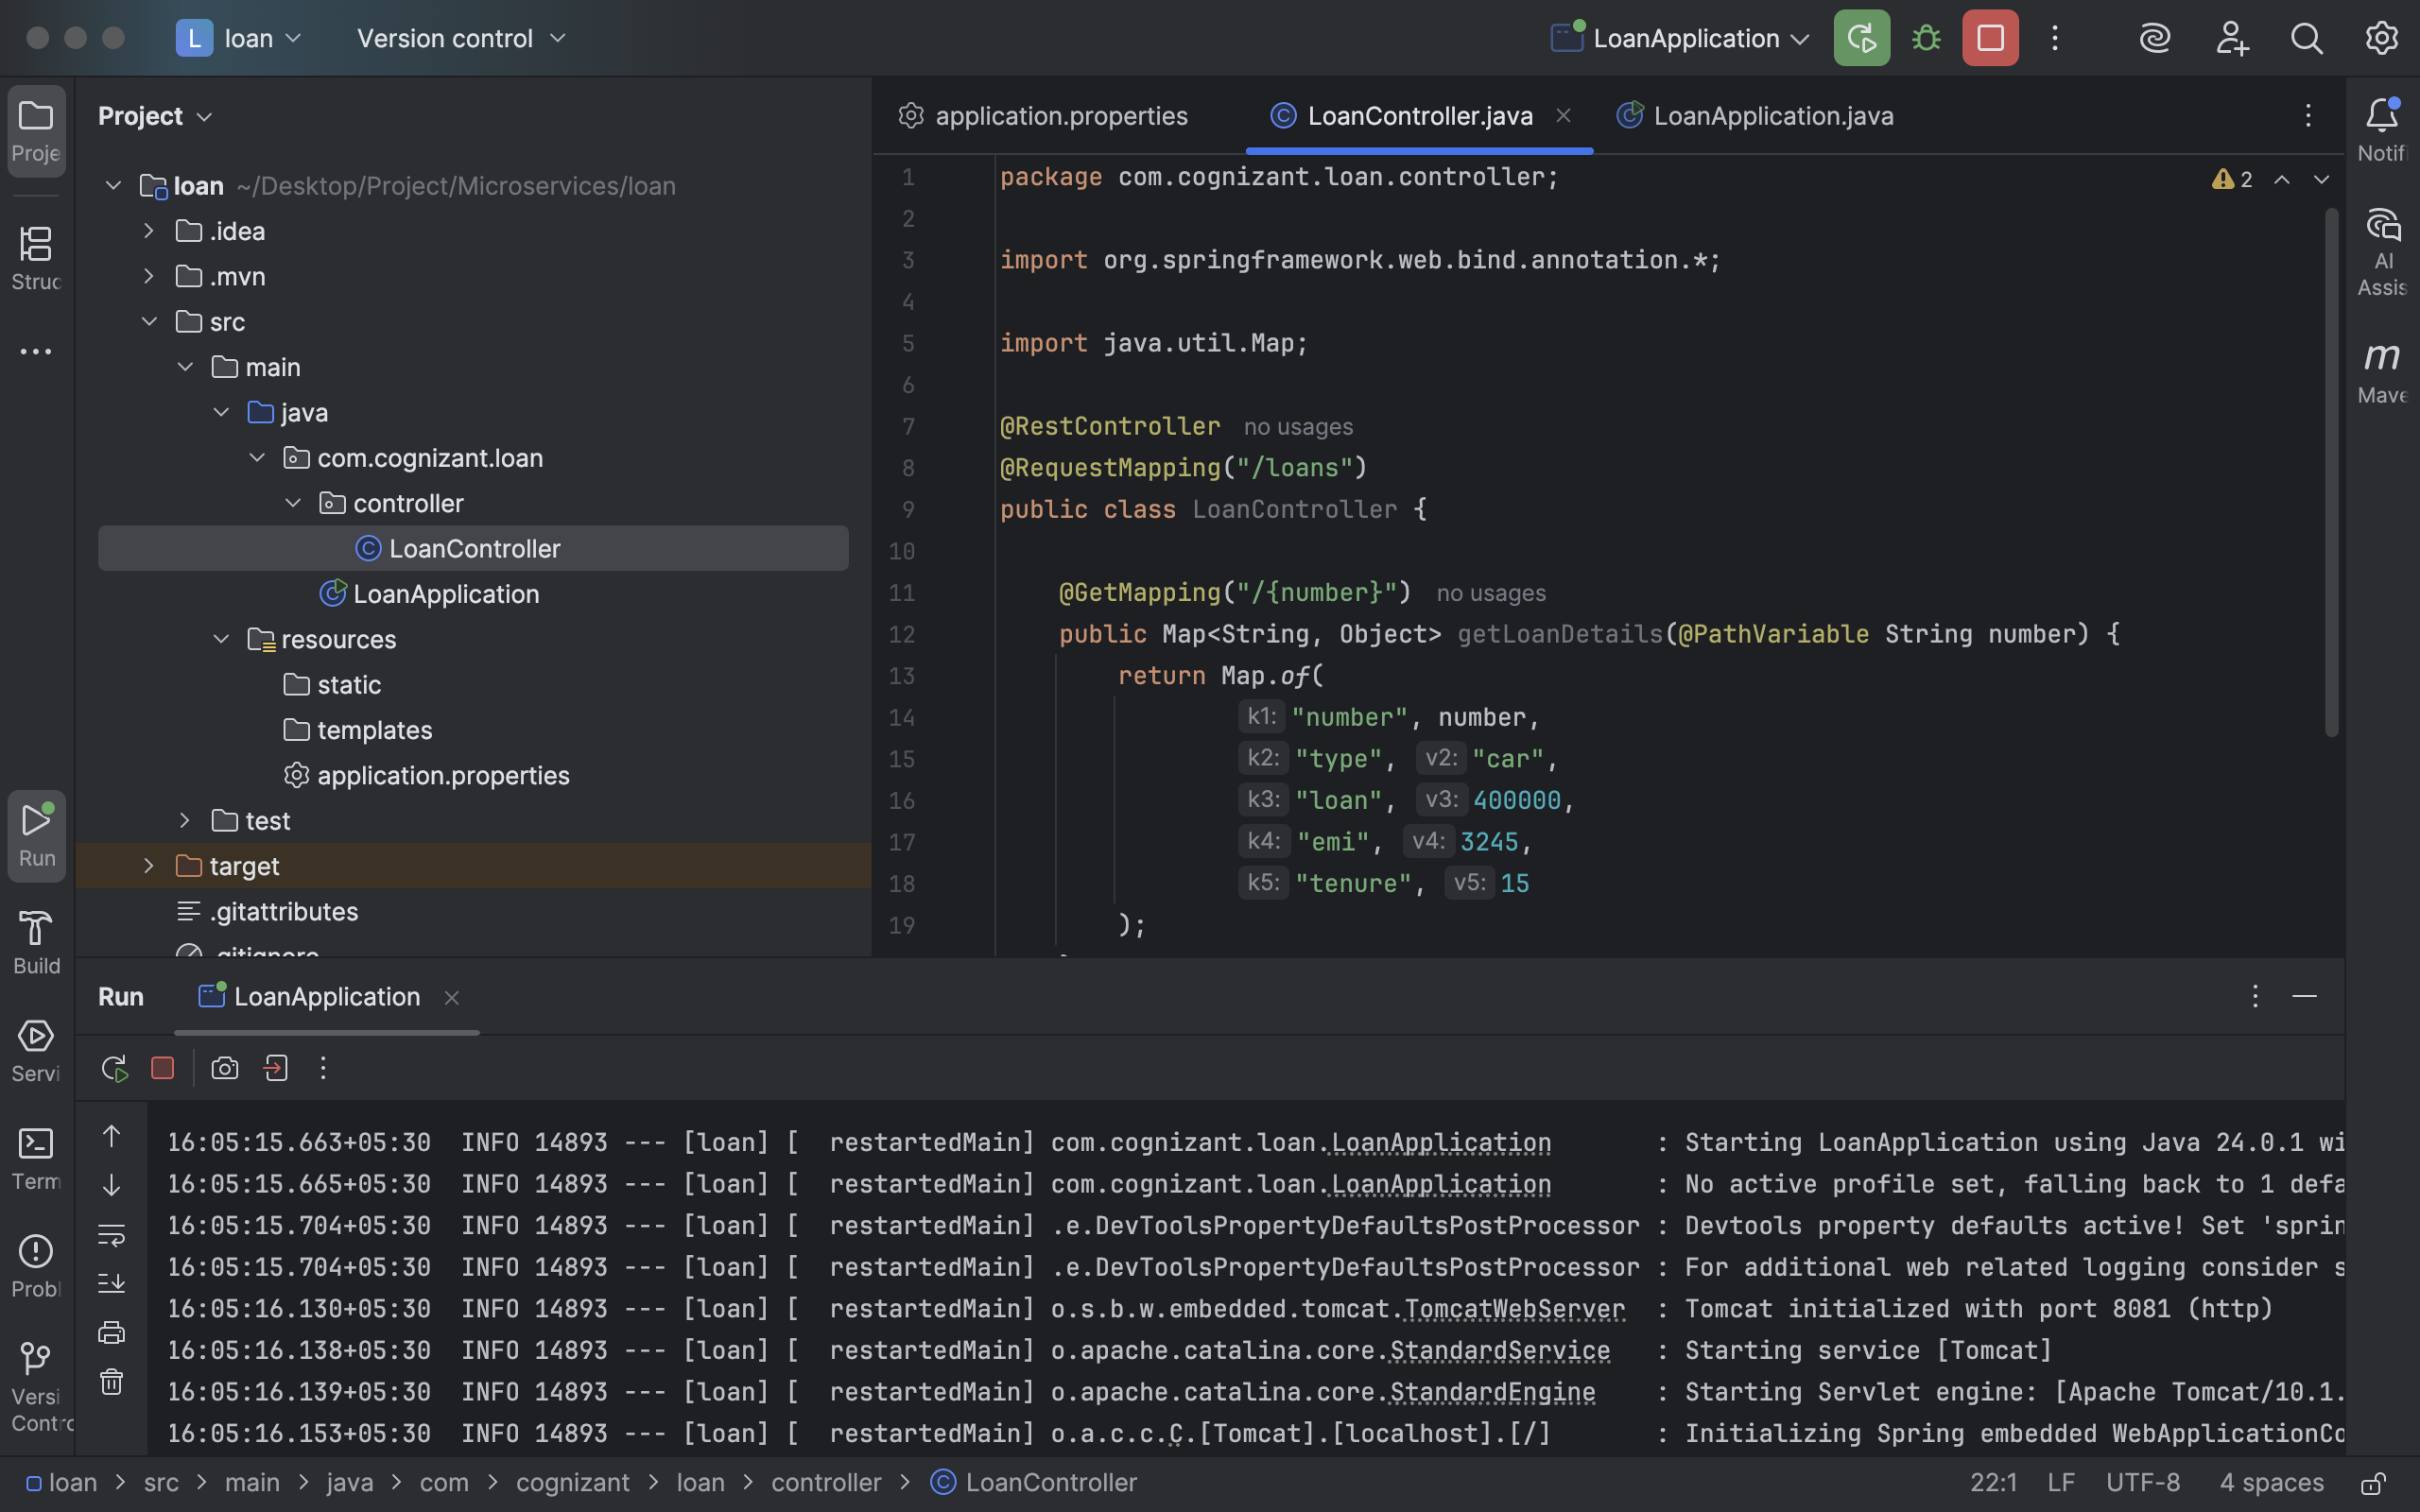 L loan Version control LoanApplication
Proje
Struc
Run
Build
Servi
Term
Probl
Versi
Contro
Project
loan ~/Desktop/Project/Microservices/loan
.idea
.mvn
src
main
java
com.cognizant.loan
controller
LoanController
LoanApplication
resources
static
templates
application.properties
test
target
.gitattributes
.gitignore
application.properties LoanController.java LoanApplication.java
2
1 package com.cognizant.loan.controller;
2
3 import org.springframework.web.bind.annotation.*;
4
5 import java.util.Map;
6
7 @RestController no usages
8 @RequestMapping("/loans")
9 public class LoanController {
10
11 @GetMapping("/{number}") no usages
12 public Map<String, Object> getLoanDetails(@PathVariable String number) {
13 return Map.of(
14 k1: "number", number,
15 k2: "type", v2: "car",
16 k3: "loan", v3: 400000,
17 k4: "emi", v4: 3245,
18 k5: "tenure", v5: 15
19 );
Notifi
AI
Assis
m
Mave
Run LoanApplication
16:05:15.663+05:30 INFO 14893 --- [loan] [ restartedMain] com.cognizant.loan.LoanApplication : Starting LoanApplication using Java 24.0.1 wi
16:05:15.665+05:30 INFO 14893 --- [loan] [ restartedMain] com.cognizant.loan.LoanApplication : No active profile set, falling back to 1 defa
16:05:15.704+05:30 INFO 14893 --- [loan] [ restartedMain] .e.DevToolsPropertyDefaultsPostProcessor : Devtools property defaults active! Set 'sprin
16:05:15.704+05:30 INFO 14893 --- [loan] [ restartedMain] .e.DevToolsPropertyDefaultsPostProcessor : For additional web related logging consider s
16:05:16.130+05:30 INFO 14893 --- [loan] [ restartedMain] o.s.b.w.embedded.tomcat.TomcatWebServer : Tomcat initialized with port 8081 (http)
16:05:16.138+05:30 INFO 14893 --- [loan] [ restartedMain] o.apache.catalina.core.StandardService : Starting service [Tomcat]
16:05:16.139+05:30 INFO 14893 --- [loan] [ restartedMain] o.apache.catalina.core.StandardEngine : Starting Servlet engine: [Apache Tomcat/10.1.
16:05:16.153+05:30 INFO 14893 --- [loan] [ restartedMain] o.a.c.c.C.[Tomcat].[localhost].[/] : Initializing Spring embedded WebApplicationCo
loan > src > main > java > com > cognizant > loan > controller > LoanController 22:1 LF UTF-8 4 spaces